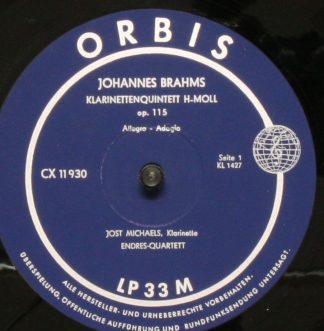 ORBIS
JOHANNES BRAHMS
KLARINETTENQUINTETT H-MOLL
op. 115
Allegro - Adagio
CX 11930
Seite 1
KL 1427
JOST MICHAELS, Klarinette
ENDRES-QUARTETT
LP 33 M
ALLE HERSTELLER- UND URHEBERRECHTE VORBEHALTEN.
ÜBERSPIELUNG, ÖFFENTLICHE AUFFÜHRUNG UND RUNDFUNKSENDUNG UNTERSAGT.